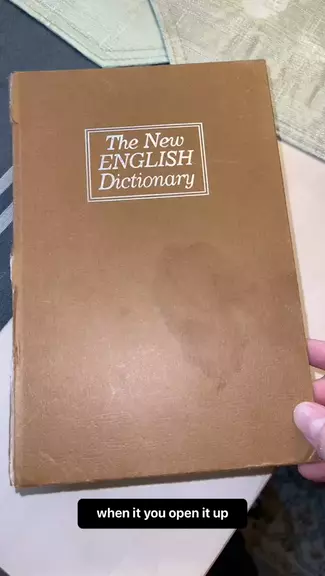 The New
ENGLISH
Dictionary
when it you open it up